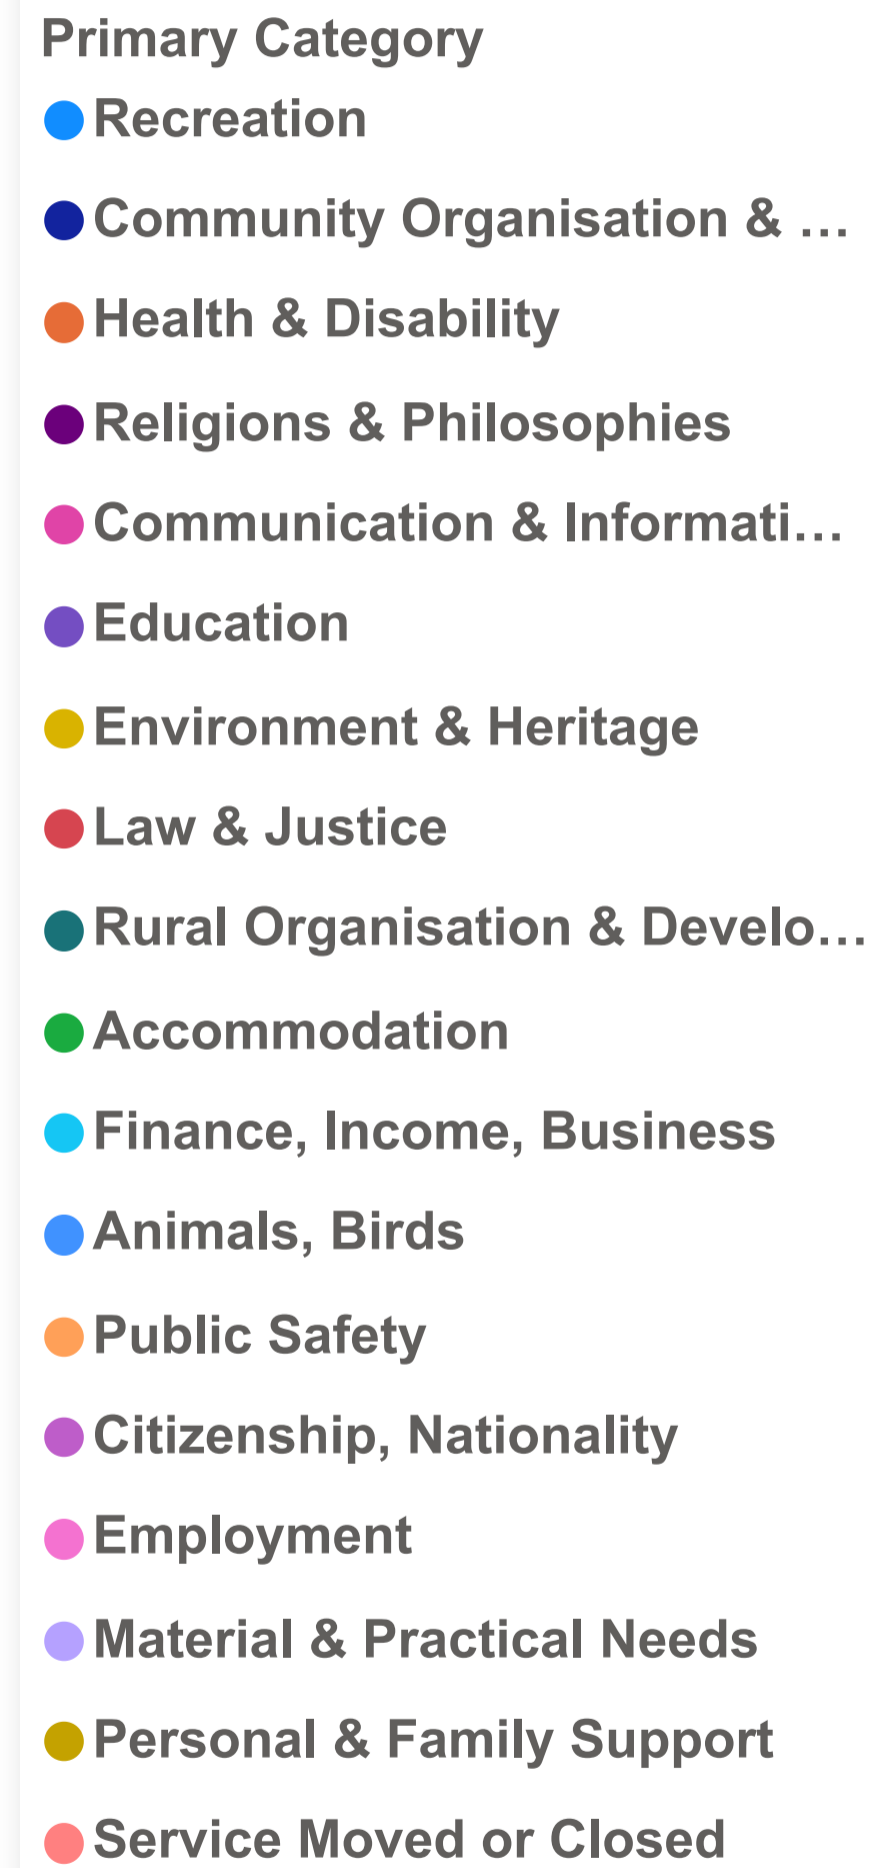 Primary Category
Recreation
Community Organisation & ...
Health & Disability
Religions & Philosophies
Communication & Informati...
Education
Environment & Heritage
Law & Justice
Rural Organisation & Develo...
Accommodation
Finance, Income, Business
Animals, Birds
Public Safety
Citizenship, Nationality
Employment
Material & Practical Needs
Personal & Family Support
Service Moved or Closed